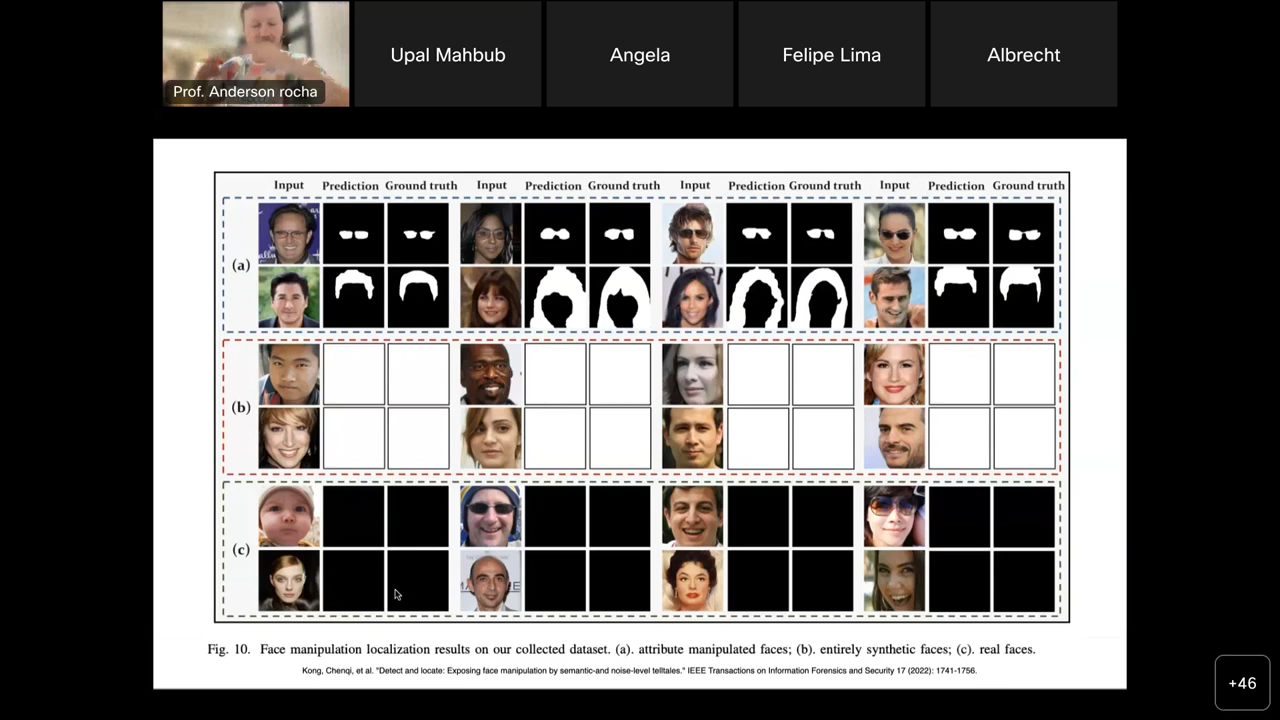 Upal Mahbub
Angela
Felipe Lima
Albrecht
Prof. Anderson rocha
Input Prediction Ground truth Input Prediction Ground truth Input Prediction Ground truth Input Prediction Ground truth
(a)
(b)
(c)
Fig. 10. Face manipulation localization results on our collected dataset. (a). attribute manipulated faces; (b). entirely synthetic faces; (c). real faces.
Kong, Chenqi, et al. "Detect and locate: Exposing face manipulation by semantic-and noise-level telltales." IEEE Transactions on Information Forensics and Security 17 (2022): 1741-1756.
+46